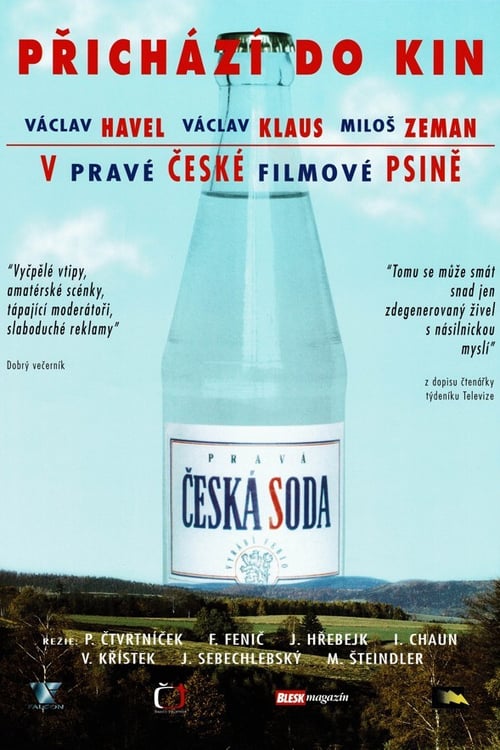 PŘICHÁZÍ DO KIN
VÁCLAV HAVEL VÁCLAV KLAUS MILOŠ ZEMAN
V PRAVÉ ČESKÉ FILMOVÉ PSINĚ
"Vyčpělé vtipy,
amatérské scénky,
tápající moderátoři,
slaboduché reklamy"
Dobrý večerník
"Tomu se může smát
snad jen
zdegenerovaný živel
s násilnickou
myslí"
z dopisu čtenářky
týdeníku Televize
PRAVÁ
ČESKÁ SODA
REŽIE: P. ČTVRTNÍČEK F. FENIČ J. HŘEBEJK I. CHAUN
V. KŘÍSTEK J. SEBECHLEBSKÝ M. ŠTEINDLER
FALCON
BLESK magazín